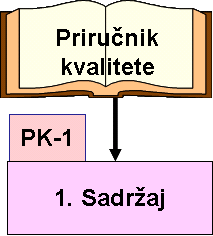 Priručnik
kvalitete
PK-1
1. Sadržaj